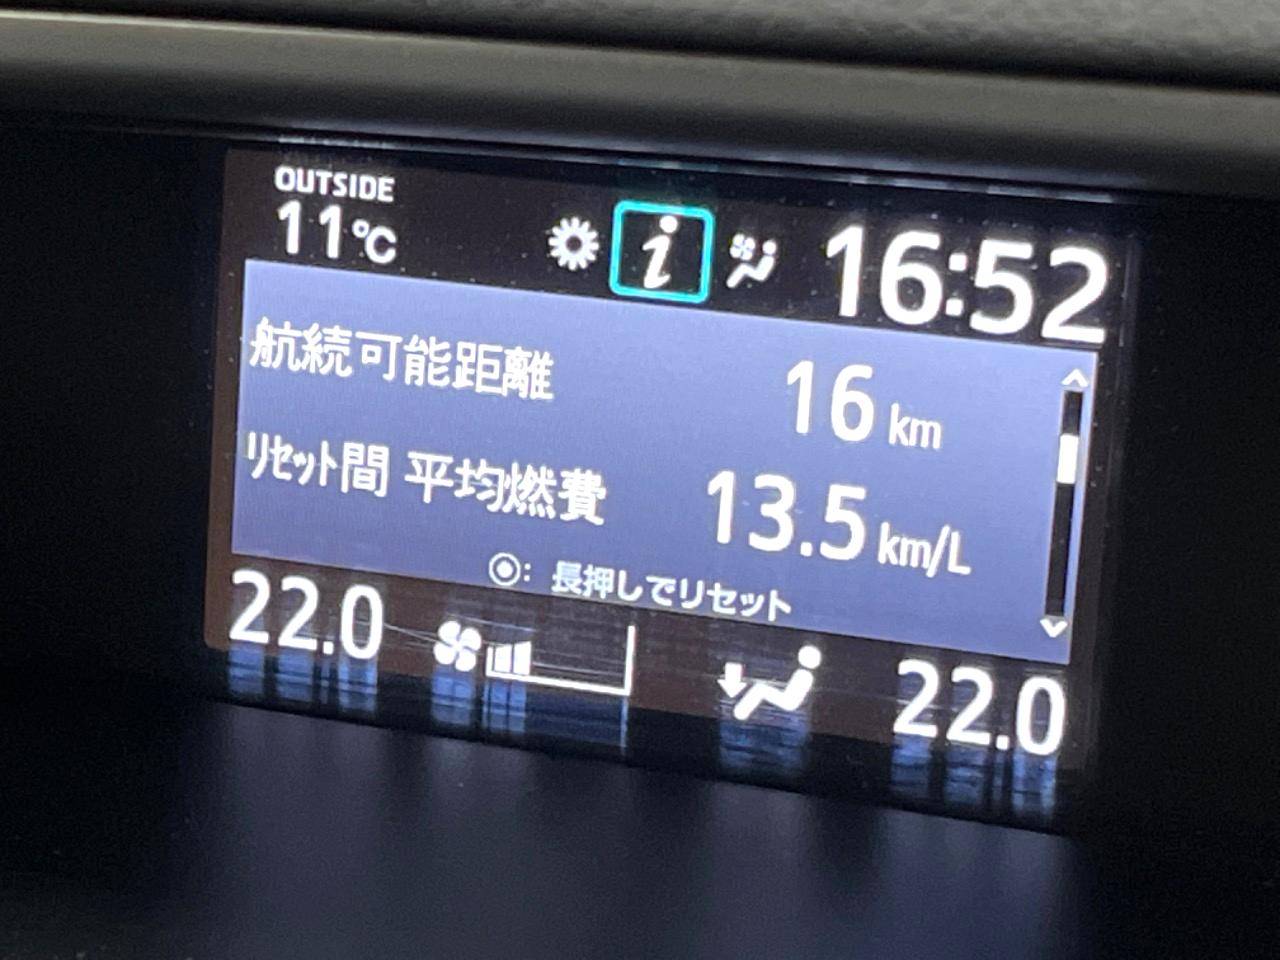 OUTSIDE
11℃
i
16:52
航続可能距離 16 km
ﾘｾｯﾄ間 平均燃費 13.5 km/L
◉: 長押しでリセット
22.0
22.0